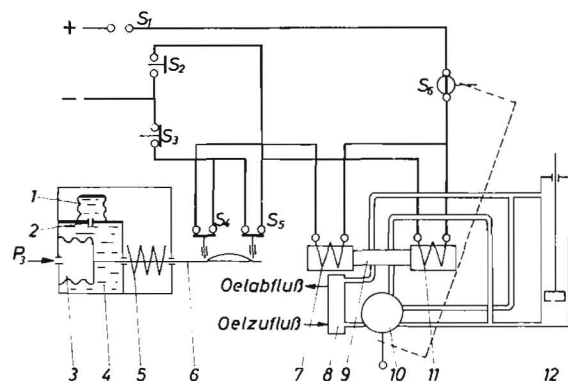 +
S1
S2
−
S6
S3
1
2
S4
S5
P3
Oelabfluß
Oelzufluß
3 4 5 6 7 8 9 10 11 12